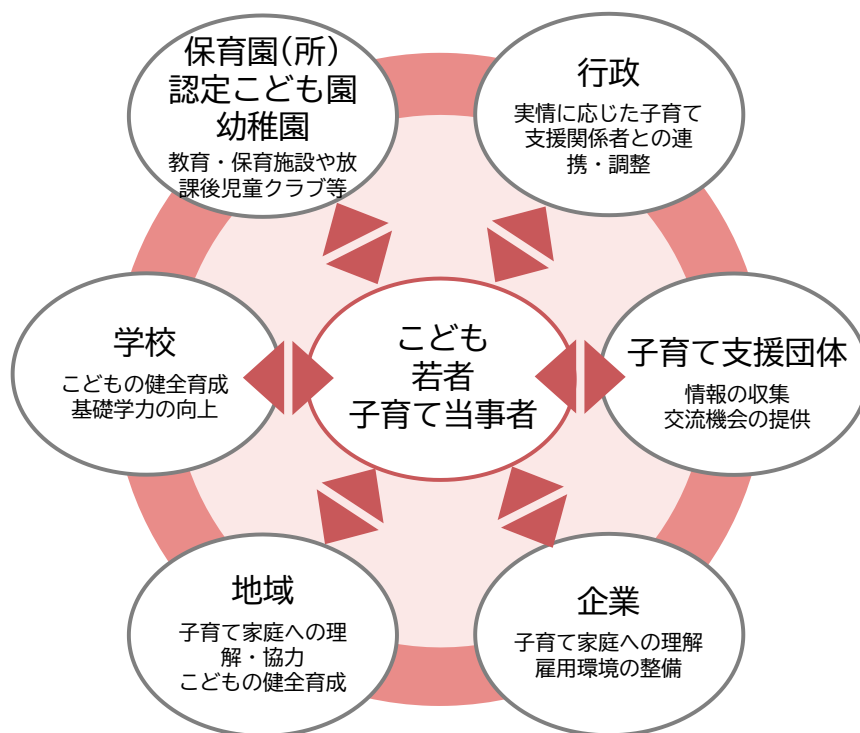 保育園(所)
認定こども園
幼稚園
教育・保育施設や放
課後児童クラブ等
行政
実情に応じた子育て
支援関係者との連
携・調整
学校
こどもの健全育成
基礎学力の向上
こども
若者
子育て当事者
子育て支援団体
情報の収集
交流機会の提供
地域
子育て家庭への理
解・協力
こどもの健全育成
企業
子育て家庭への理解
雇用環境の整備